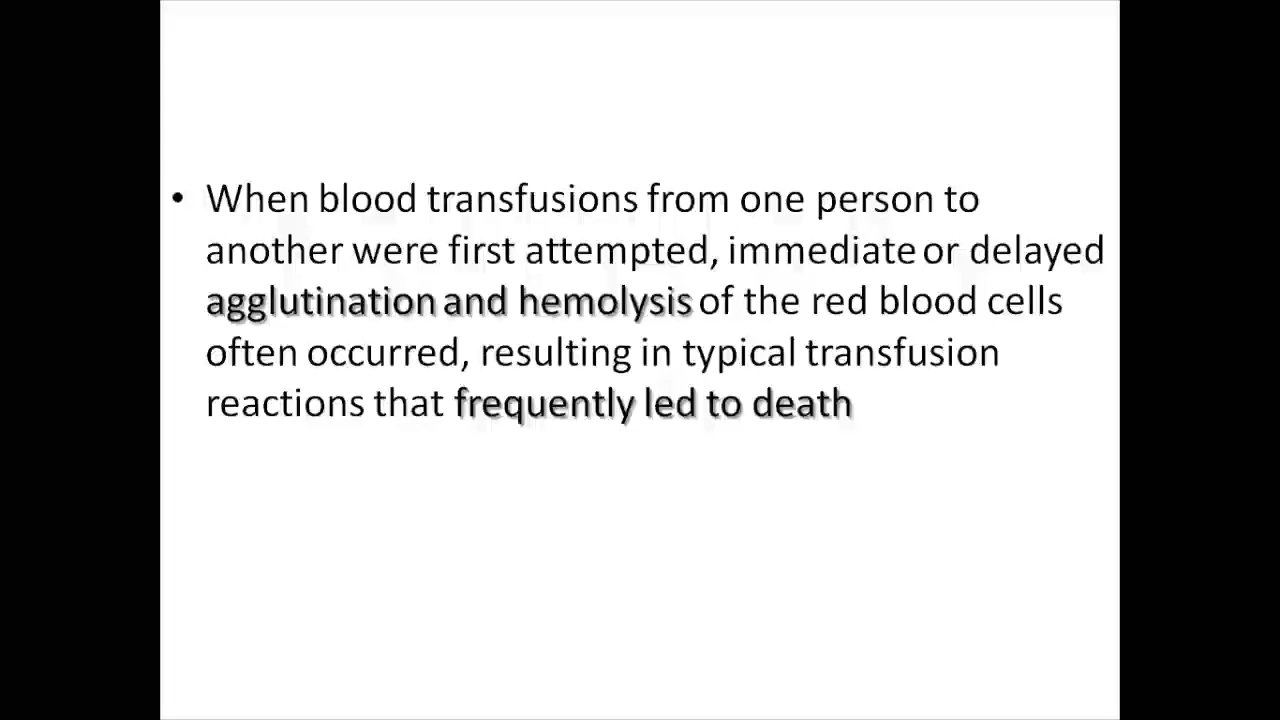 • When blood transfusions from one person to
another were first attempted, immediate or delayed
agglutination and hemolysis of the red blood cells
often occurred, resulting in typical transfusion
reactions that frequently led to death